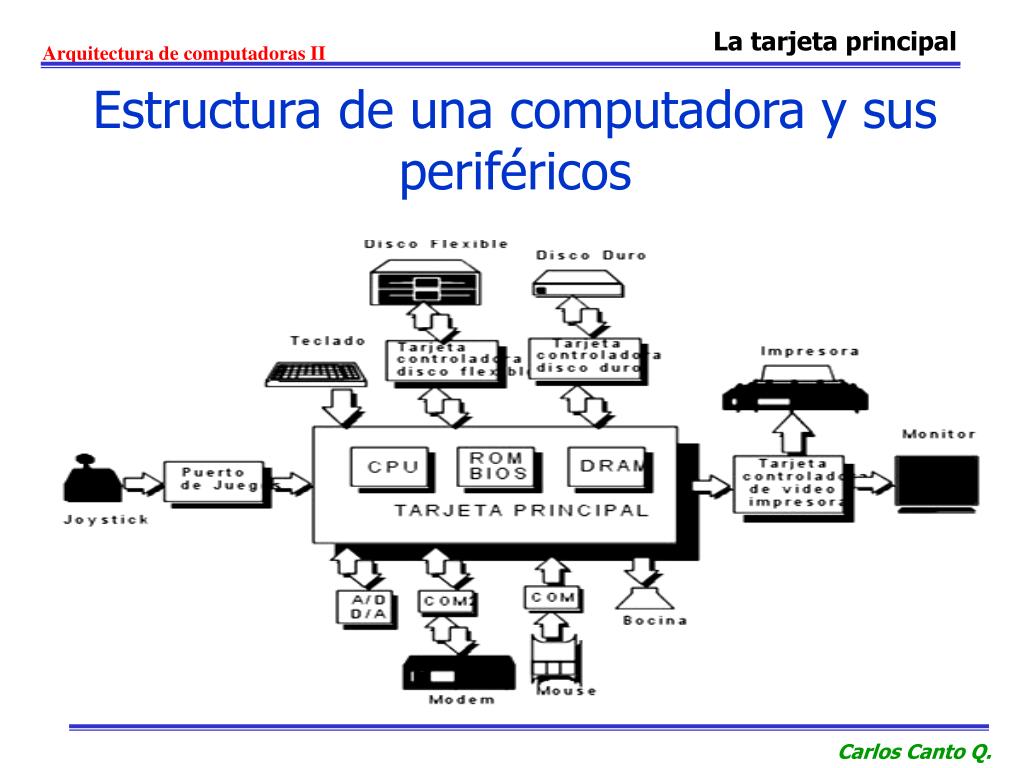 Arquitectura de computadoras II
La tarjeta principal
Estructura de una computadora y sus
periféricos
Disco Flexible
Disco Duro
Teclado
Tarjeta
controladora
disco flexible
Tarjeta
controladora
disco duro
Impresora
Monitor
CPU
ROM
BIOS
DRAM
TARJETA PRINCIPAL
Puerto
de Juegos
Joystick
Tarjeta
controladora
de video
impresora
A/D
D/A
COM2
COM
Bocina
Modem
Mouse
Carlos Canto Q.